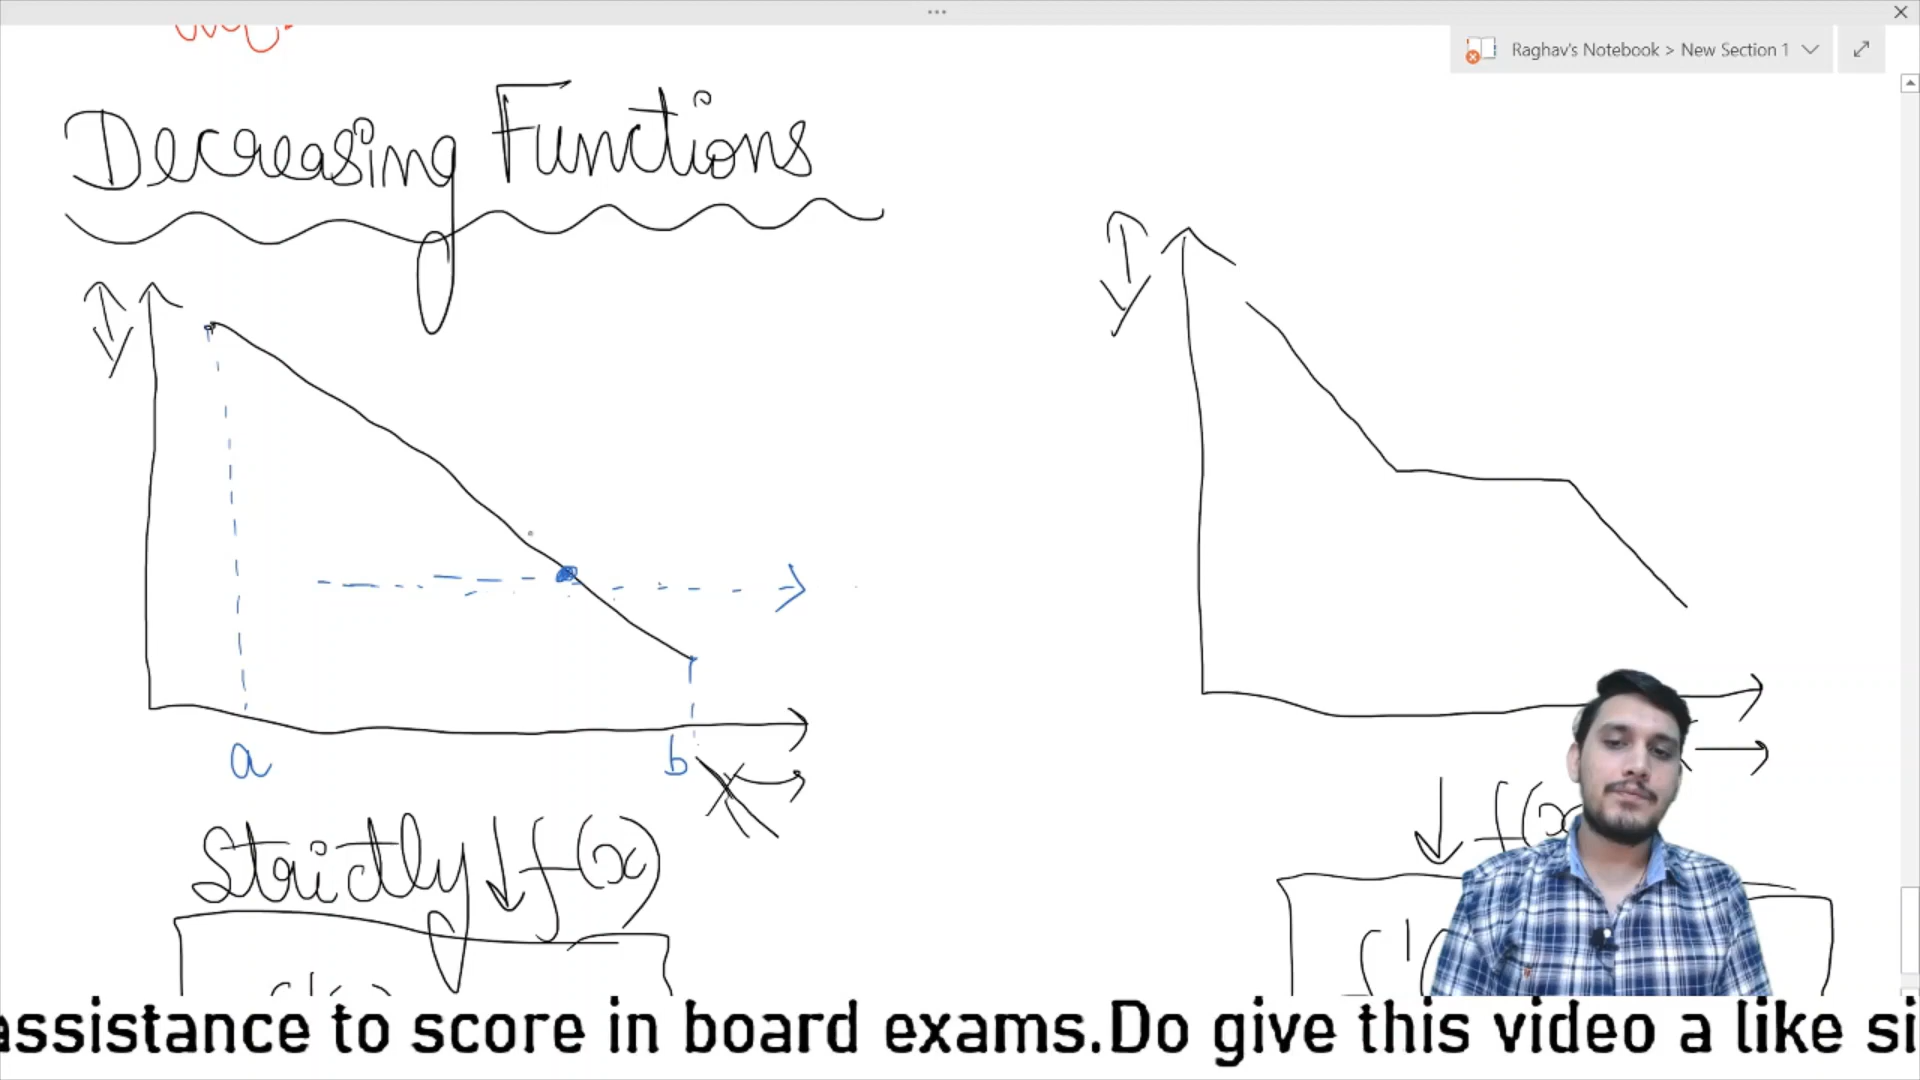 Raghav's Notebook > New Section 1
Decreasing Functions
y
a
b
x
Strictly ↓ f(x)
↓ f(x
assistance to score in board exams.Do give this video a like si